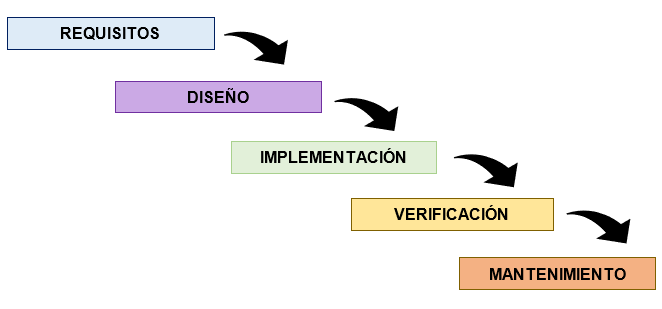 REQUISITOS
DISEÑO
IMPLEMENTACIÓN
VERIFICACIÓN
MANTENIMIENTO